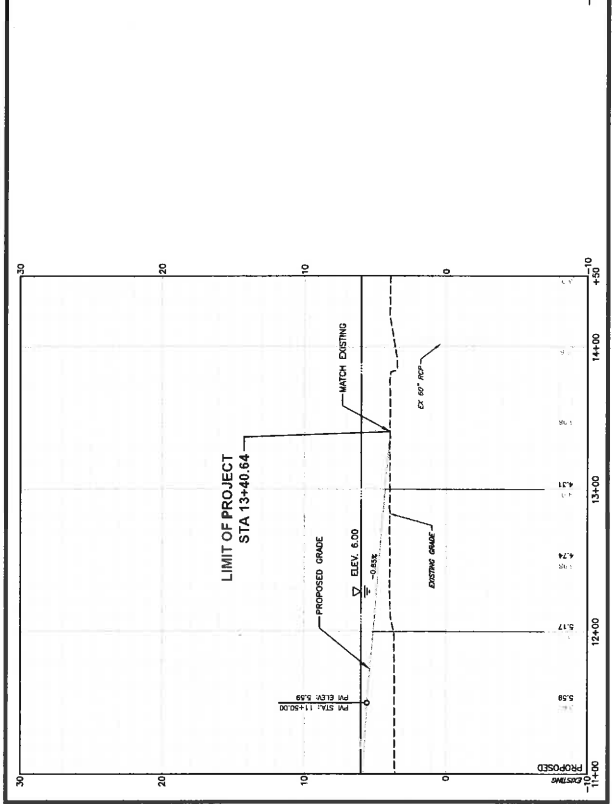 30
20
10
0
-10
30
20
10
0
-10
LIMIT OF PROJECT
STA 13+40.64
MATCH EXISTING
PROPOSED GRADE
ELEV. 6.00
-0.85%
PVI STA: 11+50.00
PVI ELEV: 5.59
EXISTING GRADE
EX 60" RCP
EXISTING
PROPOSED
5.59
5.17
4.74
4.31
11+00
12+00
13+00
14+00
+50